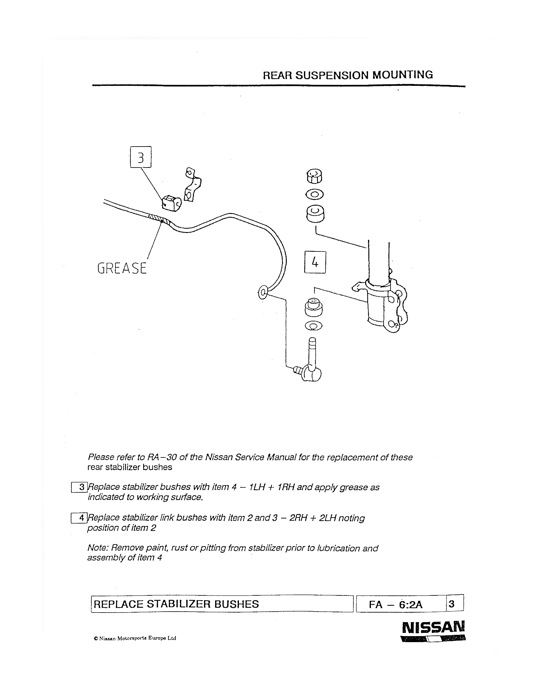 REAR SUSPENSION MOUNTING
3
GREASE
4
Please refer to RA-30 of the Nissan Service Manual for the replacement of these
rear stabilizer bushes
3 Replace stabilizer bushes with item 4 - 1LH + 1RH and apply grease as
indicated to working surface.
4 Replace stabilizer link bushes with item 2 and 3 - 2RH + 2LH noting
position of item 2
Note: Remove paint, rust or pitting from stabilizer prior to lubrication and
assembly of item 4
REPLACE STABILIZER BUSHES FA - 6:2A 3
NISSAN
© Nissan Motorsports Europe Ltd